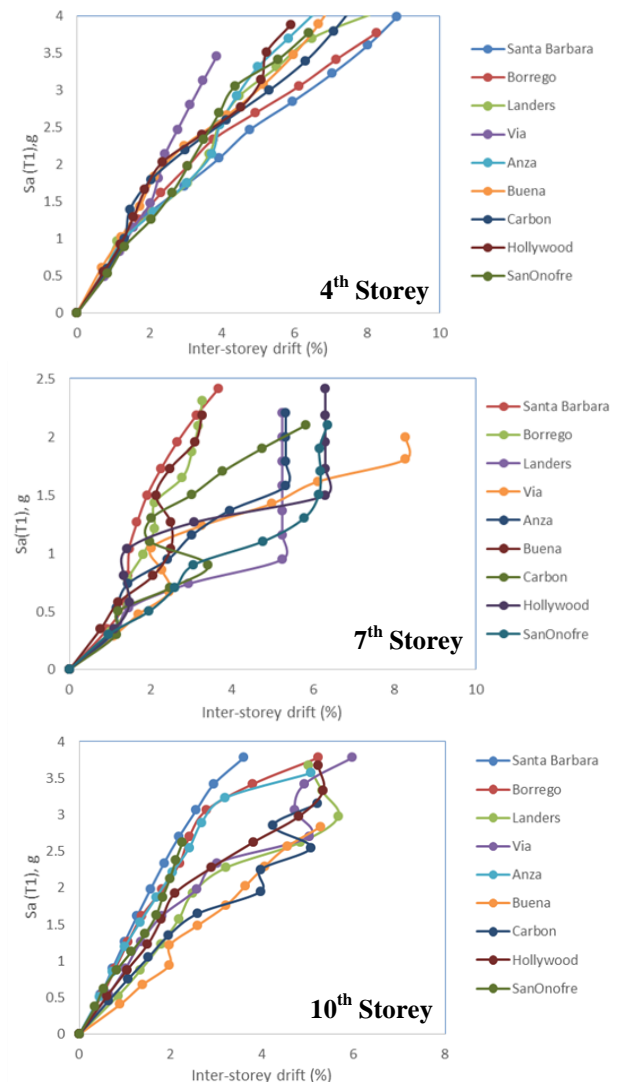 4
3.5
3
2.5
2
1.5
1
0.5
0
Sa (T1), g
0 2 4 6 8 10
Inter-storey drift (%)
4th Storey
Santa Barbara
Borrego
Landers
Via
Anza
Buena
Carbon
Hollywood
SanOnofre
2.5
2
1.5
1
0.5
0
Sa(T1), g
0 2 4 6 8 10
Inter-storey drift (%)
7th Storey
Santa Barbara
Borrego
Landers
Via
Anza
Buena
Carbon
Hollywood
SanOnofre
4
3.5
3
2.5
2
1.5
1
0.5
0
Sa (T1), g
0 2 4 6 8
Inter-storey drift (%)
10th Storey
Santa Barbara
Borrego
Landers
Via
Anza
Buena
Carbon
Hollywood
SanOnofre